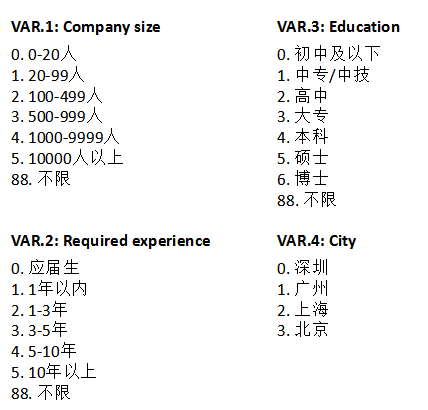 VAR.1: Company size
0. 0-20人
1. 20-99人
2. 100-499人
3. 500-999人
4. 1000-9999人
5. 10000人以上
88. 不限
VAR.2: Required experience
0. 应届生
1. 1年以内
2. 1-3年
3. 3-5年
4. 5-10年
5. 10年以上
88. 不限
VAR.3: Education
0. 初中及以下
1. 中专/中技
2. 高中
3. 大专
4. 本科
5. 硕士
6. 博士
88. 不限
VAR.4: City
0. 深圳
1. 广州
2. 上海
3. 北京